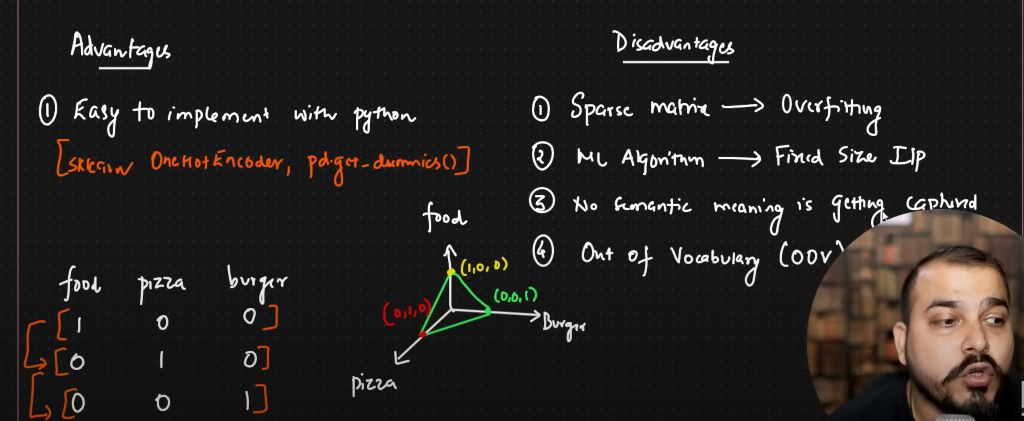 Advantages
① Easy to implement with python
[sklearn OneHotEncoder, pd.get_dummies()]
food pizza burger
[1 0 0]
[0 1 0]
[0 0 1]
food
(1,0,0)
(0,1,0)
(0,0,1)
Burger
pizza
Disadvantages
① Sparse matrix → Overfitting
② ML Algorithm → Fixed Size I/p
③ No semantic meaning is getting captured
④ Out of Vocabulary (OOV)